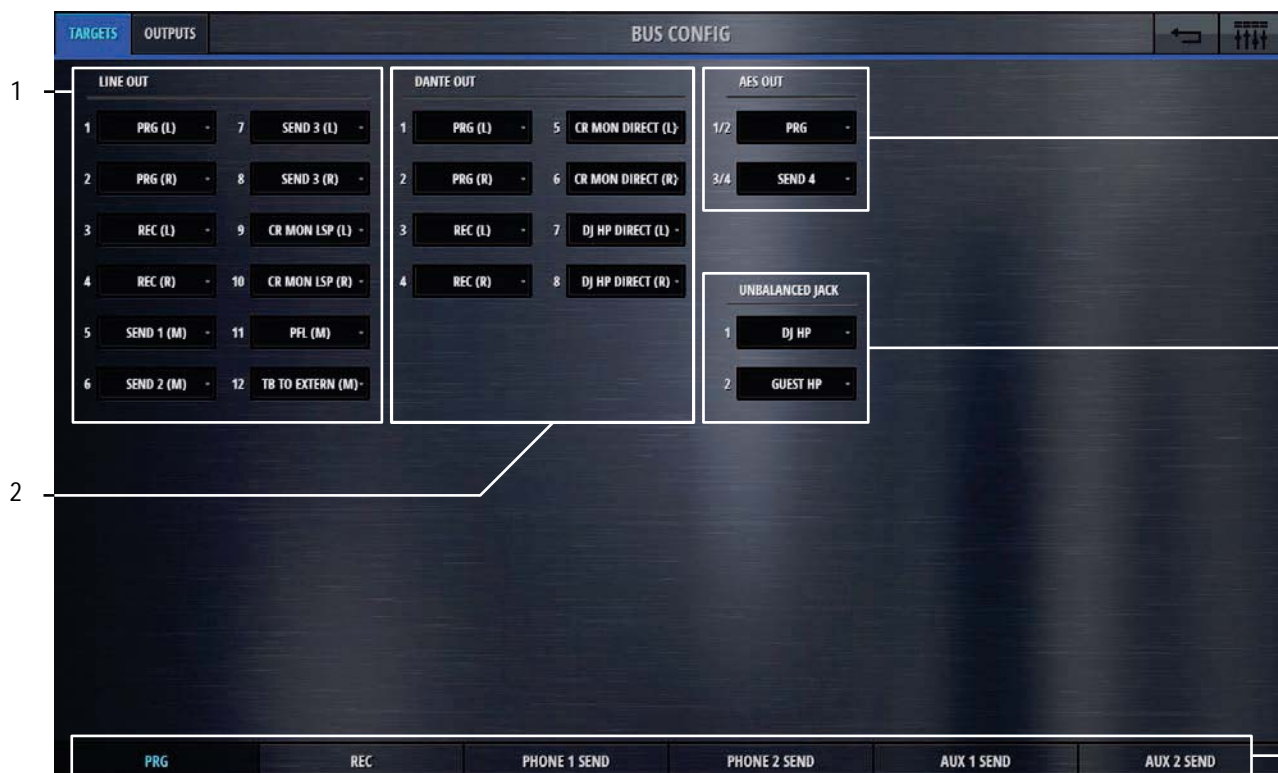 TARGETS OUTPUTS BUS CONFIG
1
LINE OUT
1 PRG (L) 7 SEND 3 (L)
2 PRG (R) 8 SEND 3 (R)
3 REC (L) 9 CR MON LSP (L)
4 REC (R) 10 CR MON LSP (R)
5 SEND 1 (M) 11 PFL (M)
6 SEND 2 (M) 12 TB TO EXTERN (M)
DANTE OUT
1 PRG (L) 5 CR MON DIRECT (L)
2 PRG (R) 6 CR MON DIRECT (R)
3 REC (L) 7 DJ HP DIRECT (L)
4 REC (R) 8 DJ HP DIRECT (R)
AES OUT
1/2 PRG
3/4 SEND 4
UNBALANCED JACK
1 DJ HP
2 GUEST HP
2
PRG REC PHONE 1 SEND PHONE 2 SEND AUX 1 SEND AUX 2 SEND